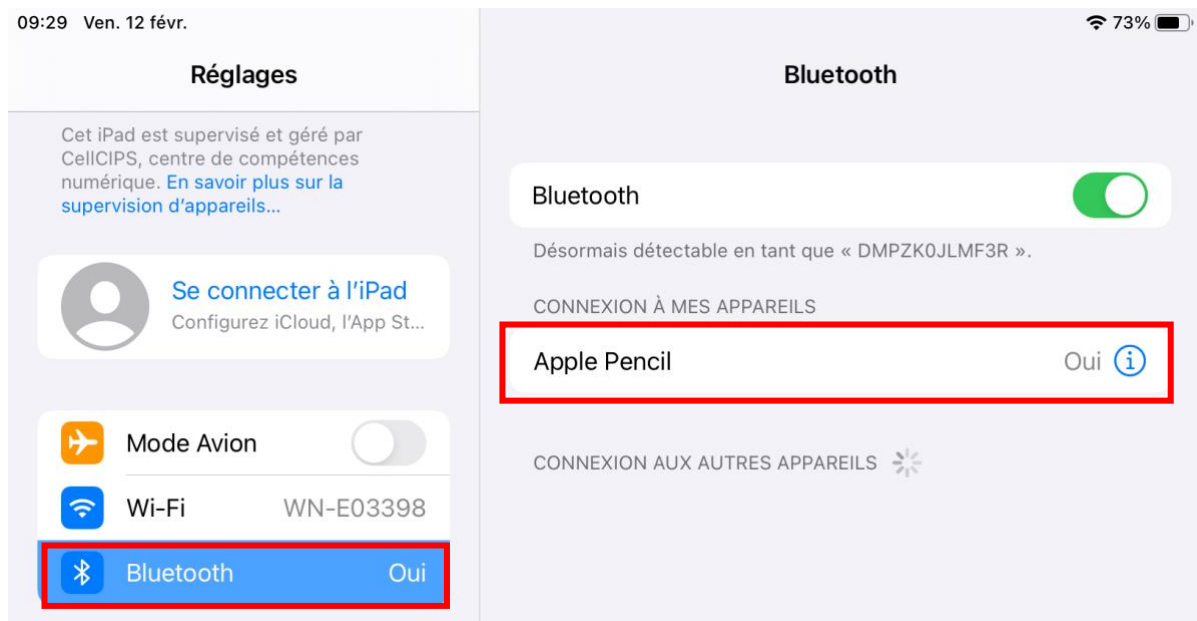 09:29 Ven. 12 févr.
73%
Réglages
Cet iPad est supervisé et géré par
CellCIPS, centre de compétences
numérique. En savoir plus sur la
supervision d'appareils...
Se connecter à l'iPad
Configurez iCloud, l'App St...
Mode Avion
Wi-Fi WN-E03398
Bluetooth Oui
Bluetooth
Bluetooth
Désormais détectable en tant que « DMPZK0JLMF3R ».
CONNEXION À MES APPAREILS
Apple Pencil Oui
CONNEXION AUX AUTRES APPAREILS